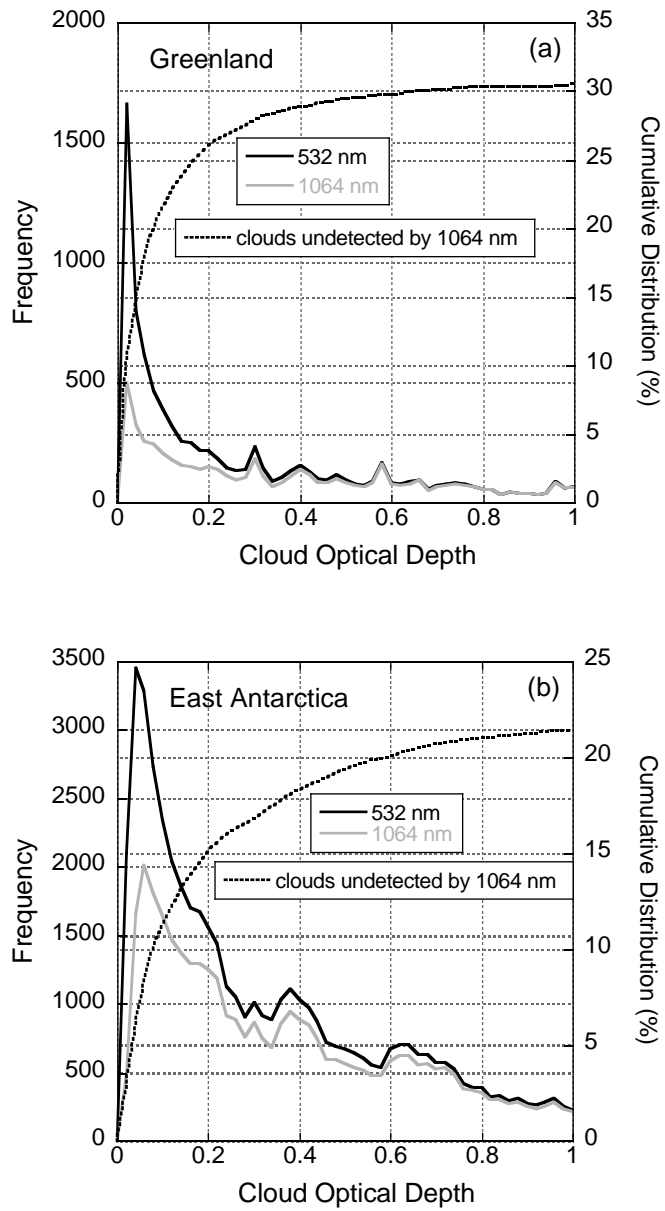 (a)
Greenland
2000
1500
1000
500
0
Frequency
35
30
25
20
15
10
5
0
Cumulative Distribution (%)
532 nm
1064 nm
clouds undetected by 1064 nm
0 0.2 0.4 0.6 0.8 1
Cloud Optical Depth
(b)
East Antarctica
3500
3000
2500
2000
1500
1000
500
0
Frequency
25
20
15
10
5
0
Cumulative Distribution (%)
532 nm
1064 nm
clouds undetected by 1064 nm
0 0.2 0.4 0.6 0.8 1
Cloud Optical Depth